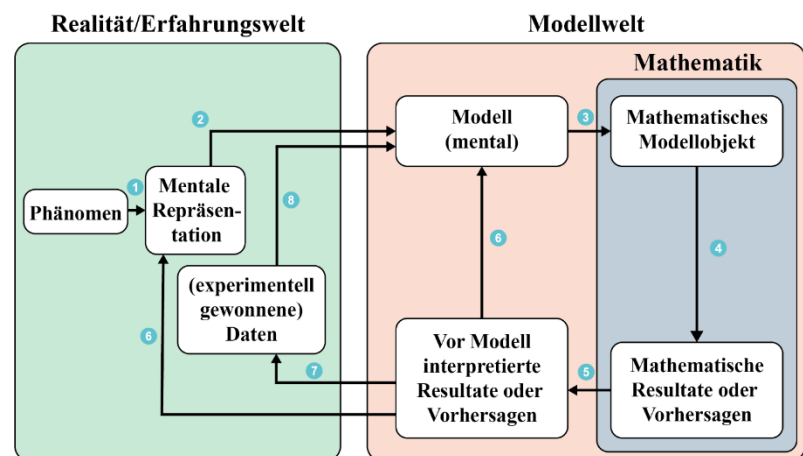 Realität/Erfahrungswelt
Modellwelt
Mathematik
Phänomen
1
Mentale
Repräsen-
tation
2
Modell
(mental)
3
Mathematisches
Modellobjekt
8
6
4
(experimentell
gewonnene)
Daten
6
7
Vor Modell
interpretierte
Resultate oder
Vorhersagen
5
Mathematische
Resultate oder
Vorhersagen